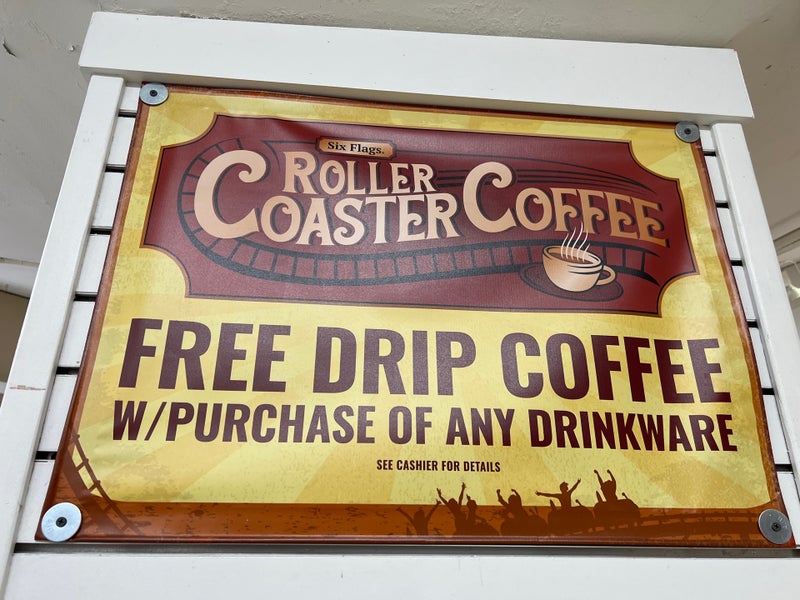 Six Flags.
ROLLER
COASTER COFFEE
FREE DRIP COFFEE
W/PURCHASE OF ANY DRINKWARE
SEE CASHIER FOR DETAILS